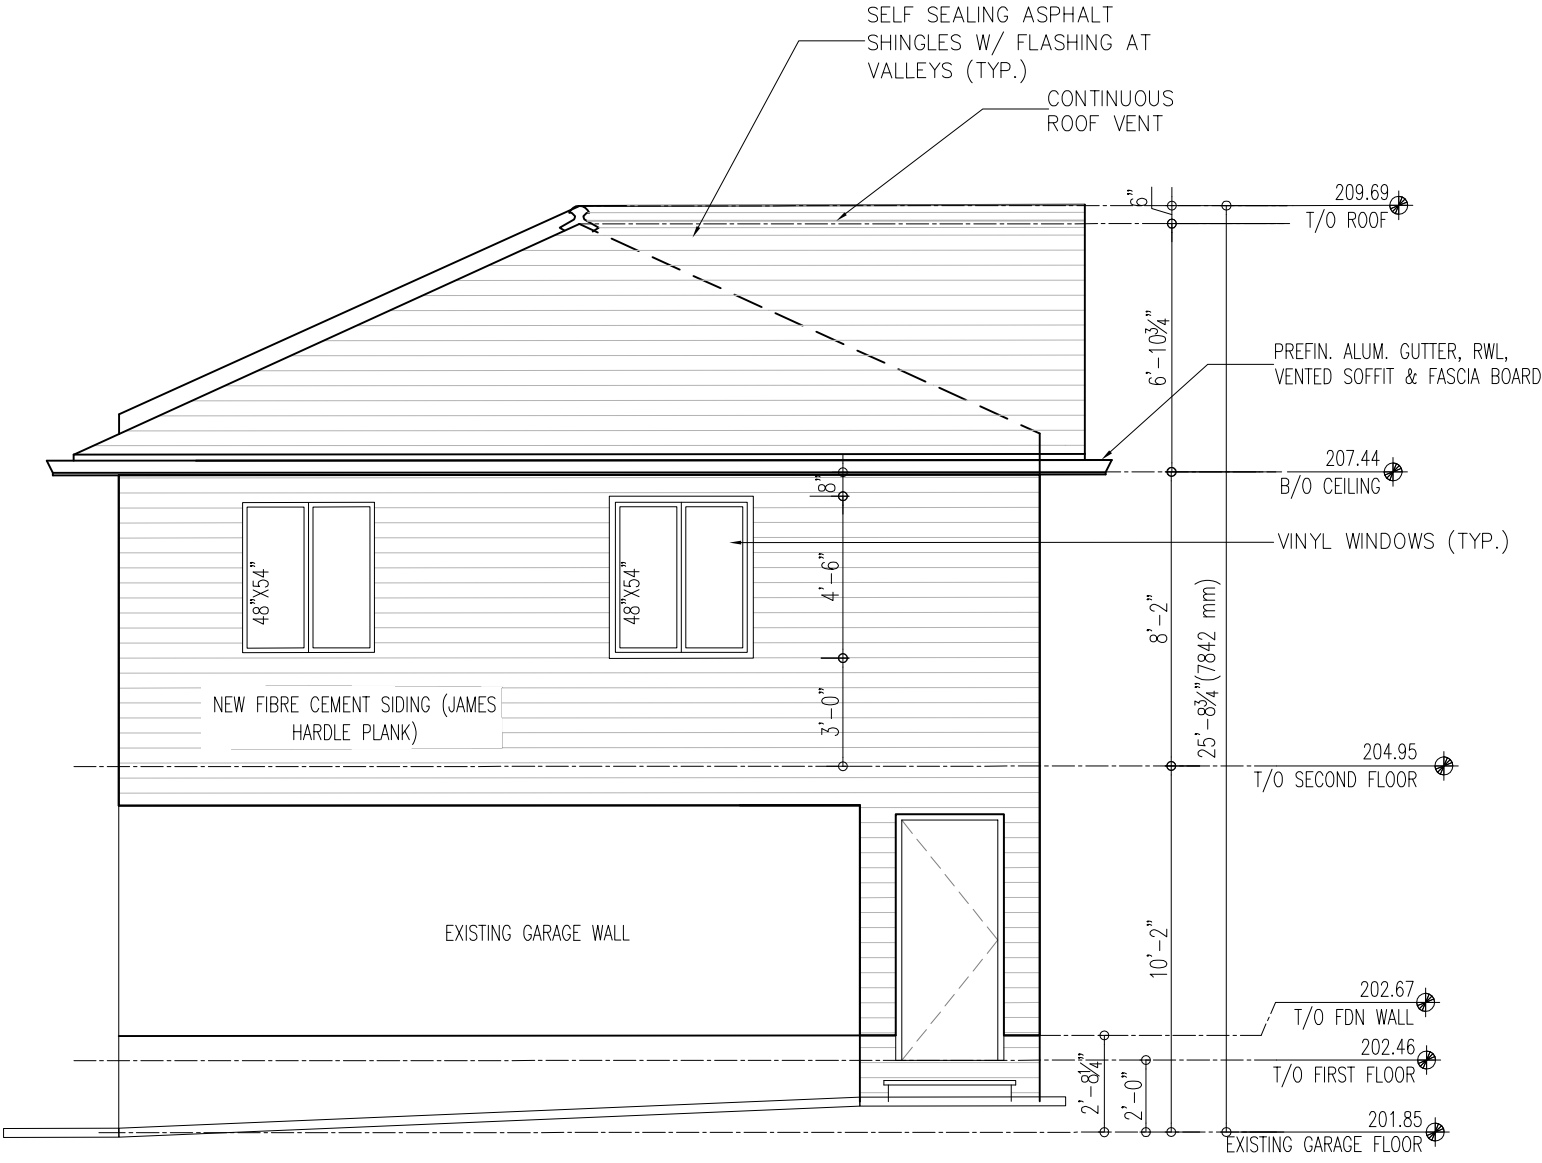 SELF SEALING ASPHALT
SHINGLES W/ FLASHING AT
VALLEYS (TYP.)
CONTINUOUS
ROOF VENT
6"
209.69
T/O ROOF
6'-10¾"
PREFIN. ALUM. GUTTER, RWL,
VENTED SOFFIT & FASCIA BOARD
207.44
B/O CEILING
8"
VINYL WINDOWS (TYP.)
48"X54"
48"X54"
4'-6"
8'-2"
25'-8¾"(7842 mm)
NEW FIBRE CEMENT SIDING (JAMES
HARDLE PLANK)
3'-0"
204.95
T/O SECOND FLOOR
EXISTING GARAGE WALL
10'-2"
202.67
T/O FDN WALL
202.46
T/O FIRST FLOOR
2'-8¼"
2'-0"
201.85
EXISTING GARAGE FLOOR